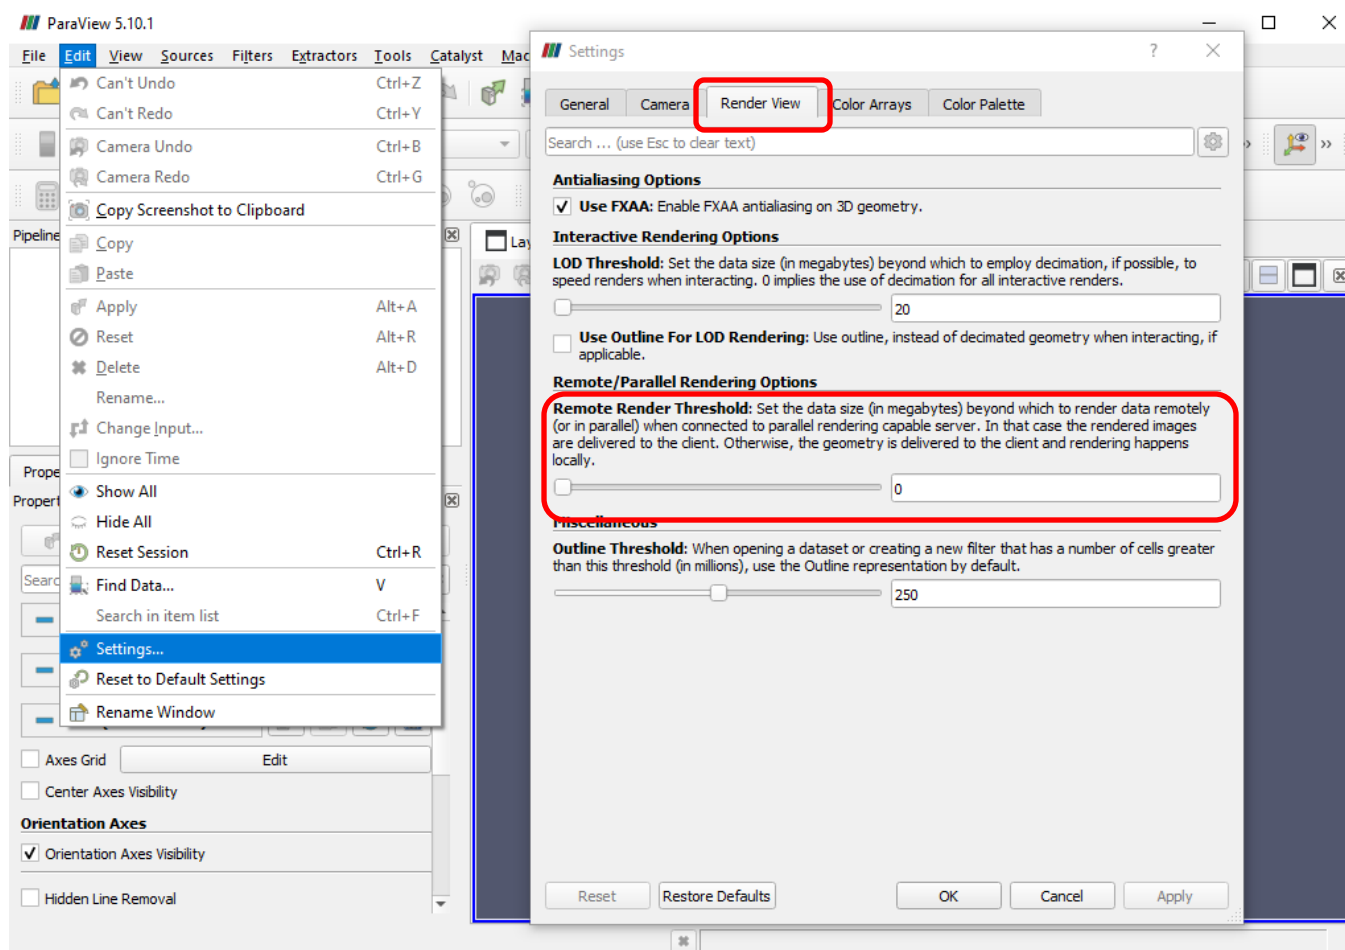 ParaView 5.10.1
File Edit View Sources Filters Extractors Tools Catalyst Mac
Can't Undo Ctrl+Z
Can't Redo Ctrl+Y
Camera Undo Ctrl+B
Camera Redo Ctrl+G
Copy Screenshot to Clipboard
Copy
Paste
Apply Alt+A
Reset Alt+R
Delete Alt+D
Rename...
Change Input...
Ignore Time
Show All
Hide All
Reset Session Ctrl+R
Find Data... V
Search in item list Ctrl+F
Settings...
Reset to Default Settings
Rename Window
Pipeline
Lay
Prope
Propert
Searc
Axes Grid Edit
Center Axes Visibility
Orientation Axes
Orientation Axes Visibility
Hidden Line Removal
Settings ?
General Camera Render View Color Arrays Color Palette
Search ... (use Esc to clear text)
Antialiasing Options
Use FXAA: Enable FXAA antialiasing on 3D geometry.
Interactive Rendering Options
LOD Threshold: Set the data size (in megabytes) beyond which to employ decimation, if possible, to
speed renders when interacting. 0 implies the use of decimation for all interactive renders.
20
Use Outline For LOD Rendering: Use outline, instead of decimated geometry when interacting, if
applicable.
Remote/Parallel Rendering Options
Remote Render Threshold: Set the data size (in megabytes) beyond which to render data remotely
(or in parallel) when connected to parallel rendering capable server. In that case the rendered images
are delivered to the client. Otherwise, the geometry is delivered to the client and rendering happens
locally.
0
Miscellaneous
Outline Threshold: When opening a dataset or creating a new filter that has a number of cells greater
than this threshold (in millions), use the Outline representation by default.
250
Reset Restore Defaults OK Cancel Apply